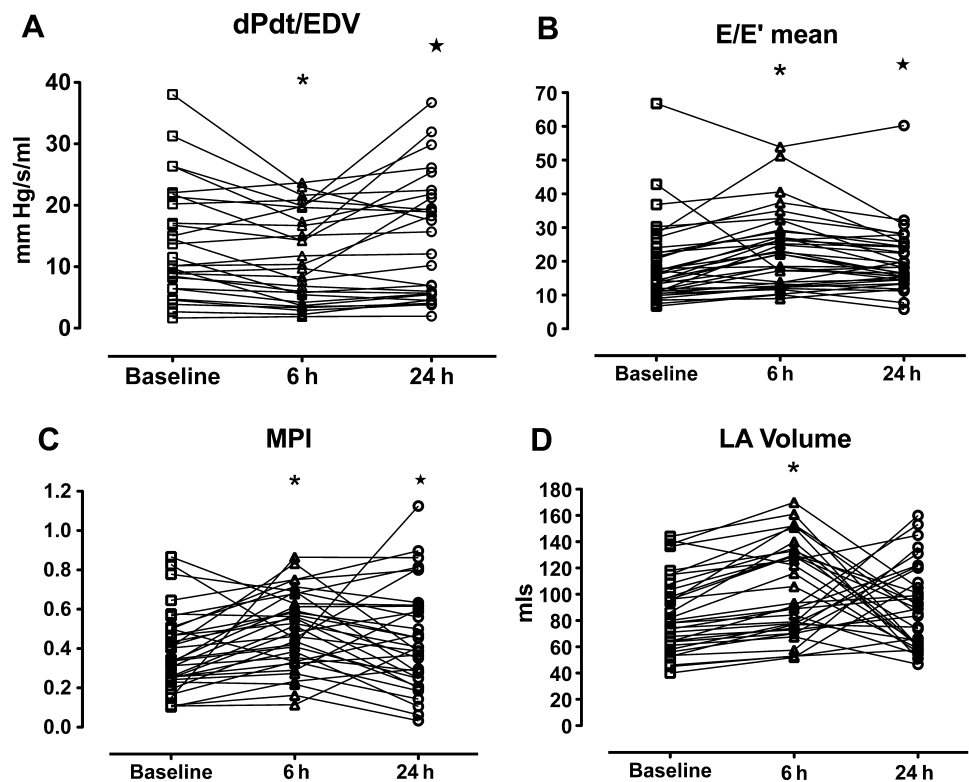 A
dPdt/EDV
★
*
mm Hg/s/ml
40
30
20
10
0
Baseline
6 h
24 h
B
E/E' mean
*
★
70
60
50
40
30
20
10
0
Baseline
6 h
24 h
C
MPI
*
★
1.2
1.0
0.8
0.6
0.4
0.2
0.0
Baseline
6 h
24 h
D
LA Volume
*
mls
180
160
140
120
100
80
60
40
20
0
Baseline
6 h
24 h